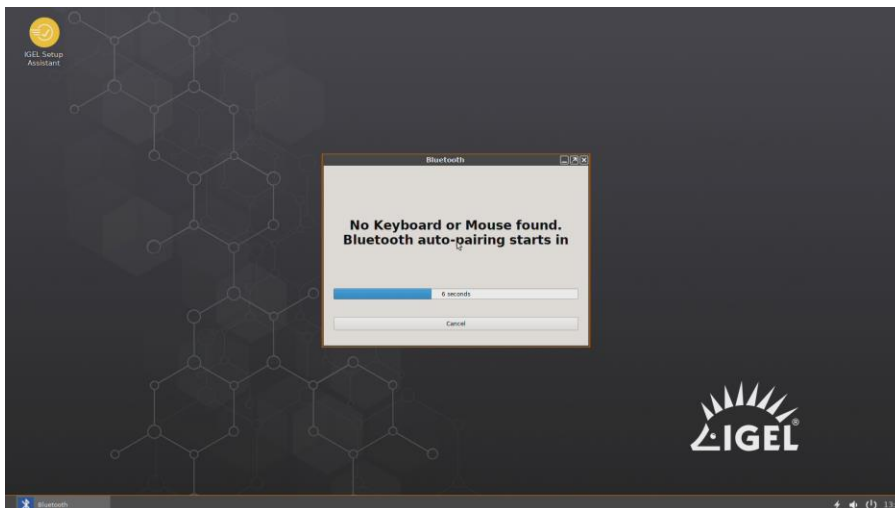 IGEL Setup
Assistant
Bluetooth
No Keyboard or Mouse found.
Bluetooth auto-pairing starts in
6 seconds
Cancel
IGEL®
Bluetooth